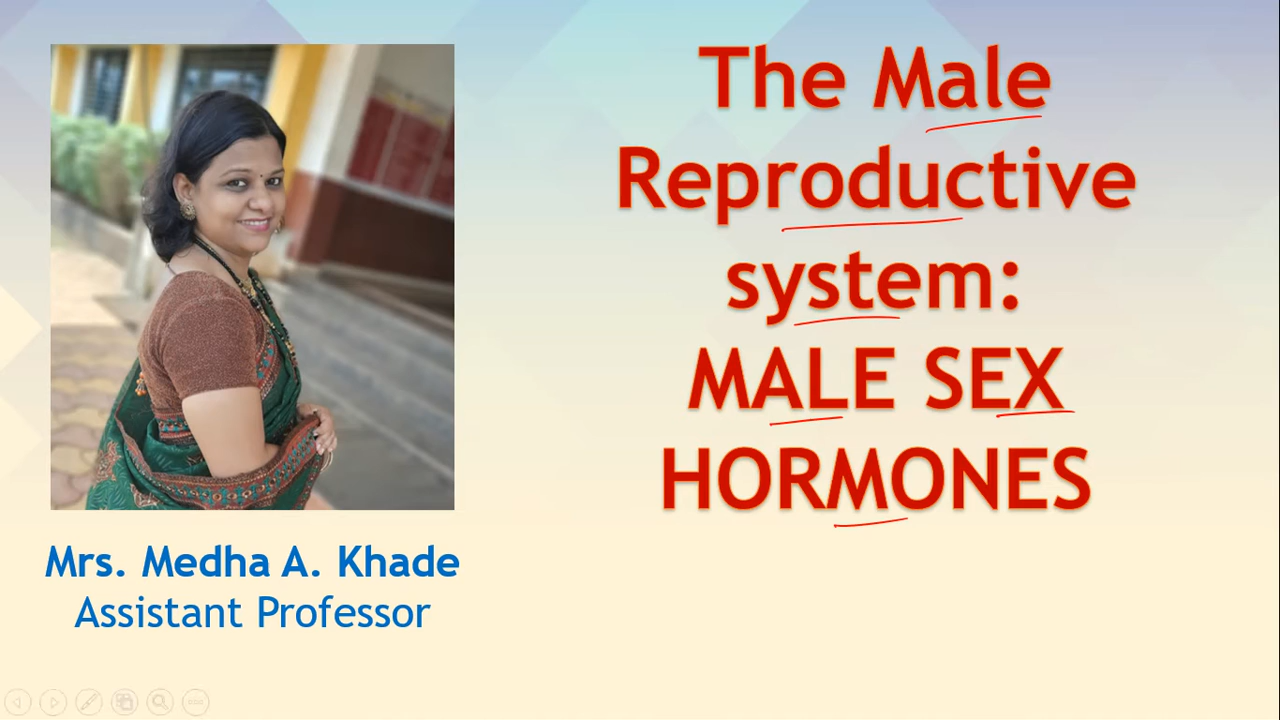 The Male
Reproductive
system:
MALE SEX
HORMONES
Mrs. Medha A. Khade
Assistant Professor